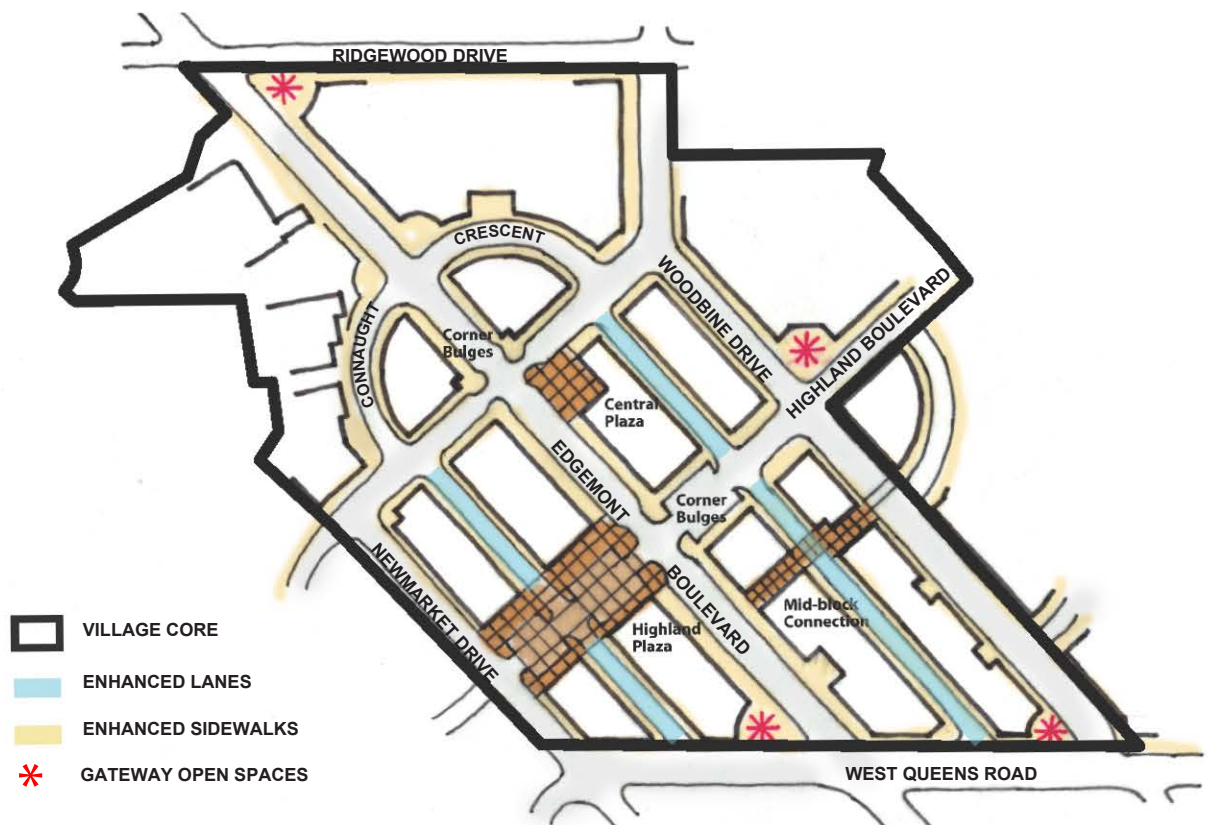 RIDGEWOOD DRIVE
CRESCENT
WOODBINE DRIVE
HIGHLAND BOULEVARD
CONNAUGHT
Corner
Bulges
Central
Plaza
EDGEMONT
Corner
Bulges
BOULEVARD
NEWMARKET DRIVE
Mid-block
Connection
Highland
Plaza
VILLAGE CORE
ENHANCED LANES
ENHANCED SIDEWALKS
GATEWAY OPEN SPACES
WEST QUEENS ROAD